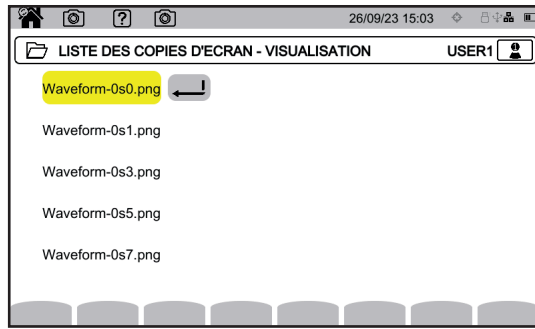 26/09/23 15:03
LISTE DES COPIES D'ECRAN - VISUALISATION USER1
Waveform-0s0.png
Waveform-0s1.png
Waveform-0s3.png
Waveform-0s5.png
Waveform-0s7.png